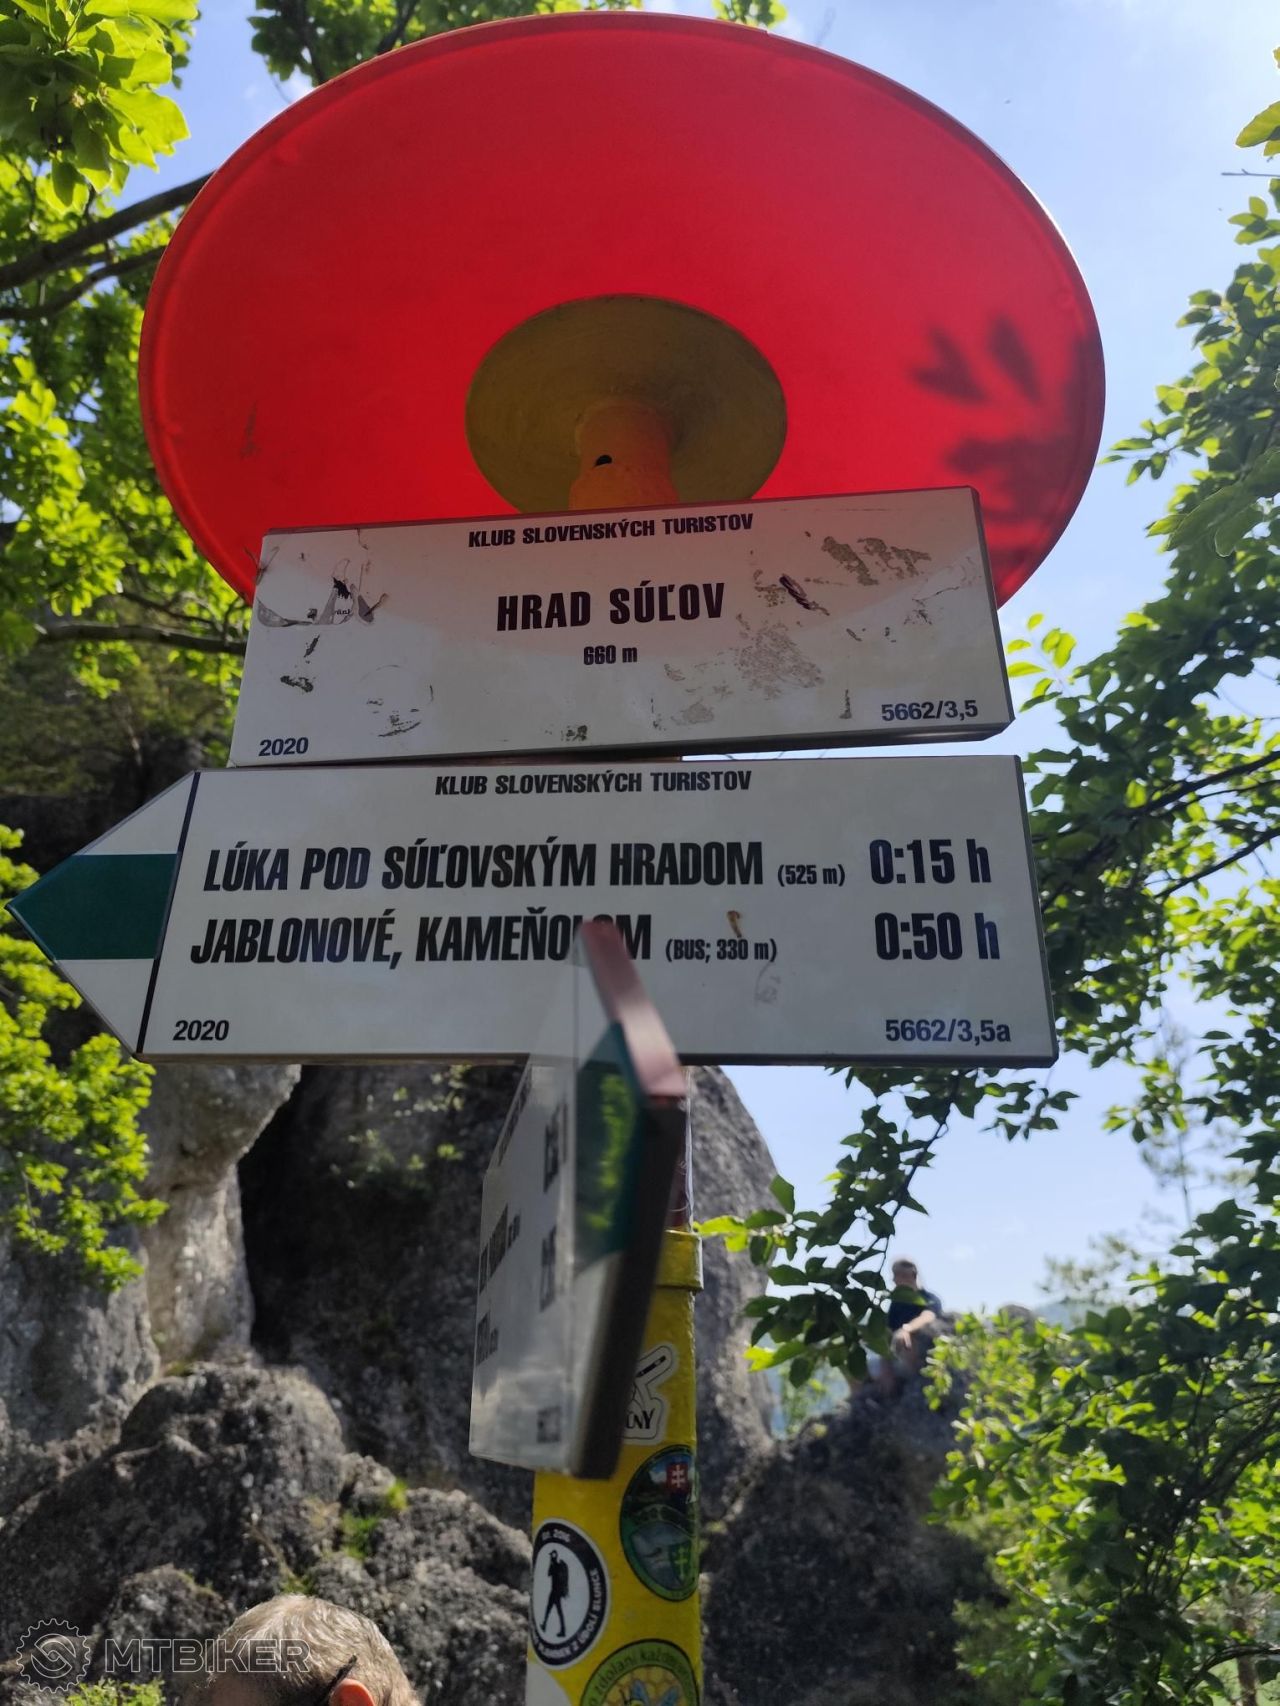 KLUB SLOVENSKÝCH TURISTOV
HRAD SÚĽOV
660 m
2020
5662/3,5
KLUB SLOVENSKÝCH TURISTOV
LÚKA POD SÚĽOVSKÝM HRADOM (525 m) 0:15 h
JABLONOVÉ, KAMEŇOLOM (BUS; 330 m) 0:50 h
2020
5662/3,5a
MTBIKER